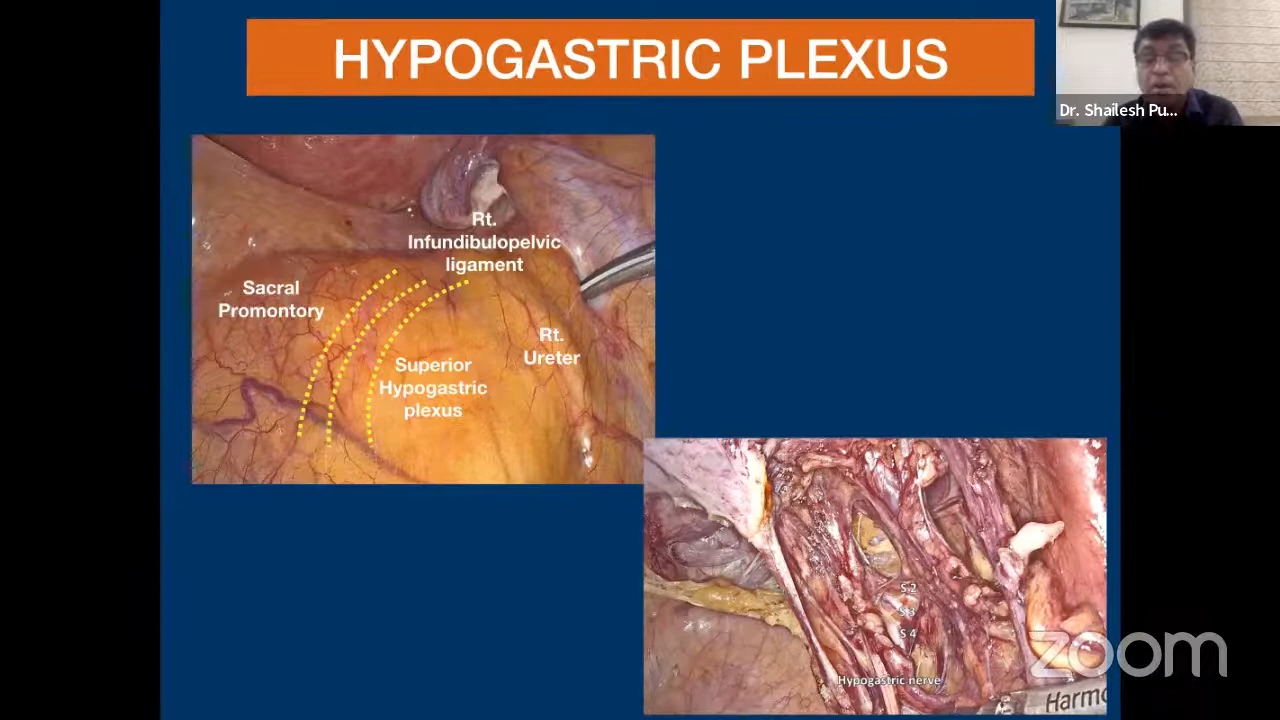 HYPOGASTRIC PLEXUS
Dr. Shailesh Pu...
Rt.
Infundibulopelvic
ligament
Sacral
Promontory
Rt.
Ureter
Superior
Hypogastric
plexus
S 2
S 3
S 4
Hypogastric nerve
zoom
Harmo